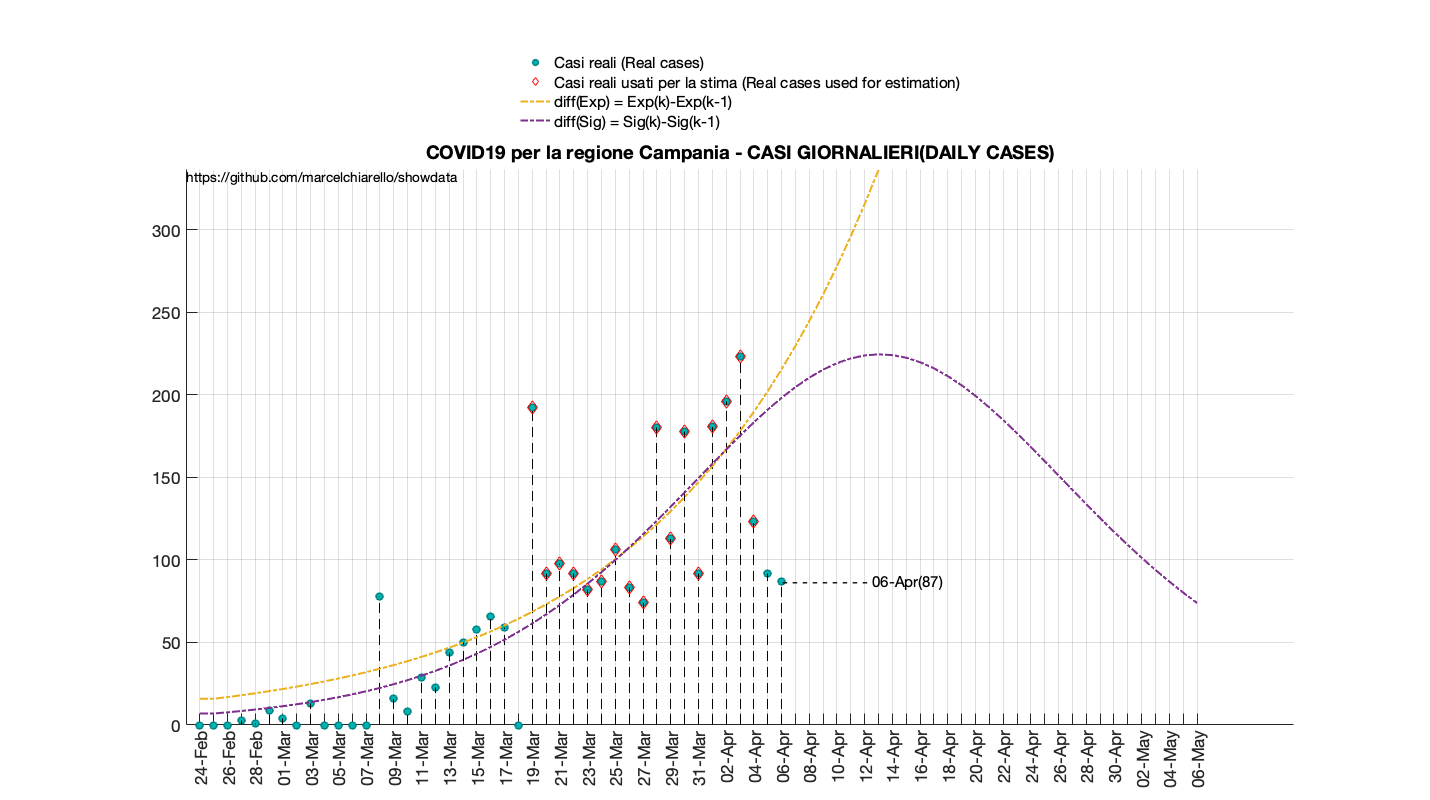 Casi reali (Real cases)
Casi reali usati per la stima (Real cases used for estimation)
diff(Exp) = Exp(k)-Exp(k-1)
diff(Sig) = Sig(k)-Sig(k-1)
COVID19 per la regione Campania - CASI GIORNALIERI(DAILY CASES)
https://github.com/marcelchiarello/showdata
300
250
200
150
100
50
0
06-Apr(87)
24-Feb
26-Feb
28-Feb
01-Mar
03-Mar
05-Mar
07-Mar
09-Mar
11-Mar
13-Mar
15-Mar
17-Mar
19-Mar
21-Mar
23-Mar
25-Mar
27-Mar
29-Mar
31-Mar
02-Apr
04-Apr
06-Apr
08-Apr
10-Apr
12-Apr
14-Apr
16-Apr
18-Apr
20-Apr
22-Apr
24-Apr
26-Apr
28-Apr
30-Apr
02-May
04-May
06-May